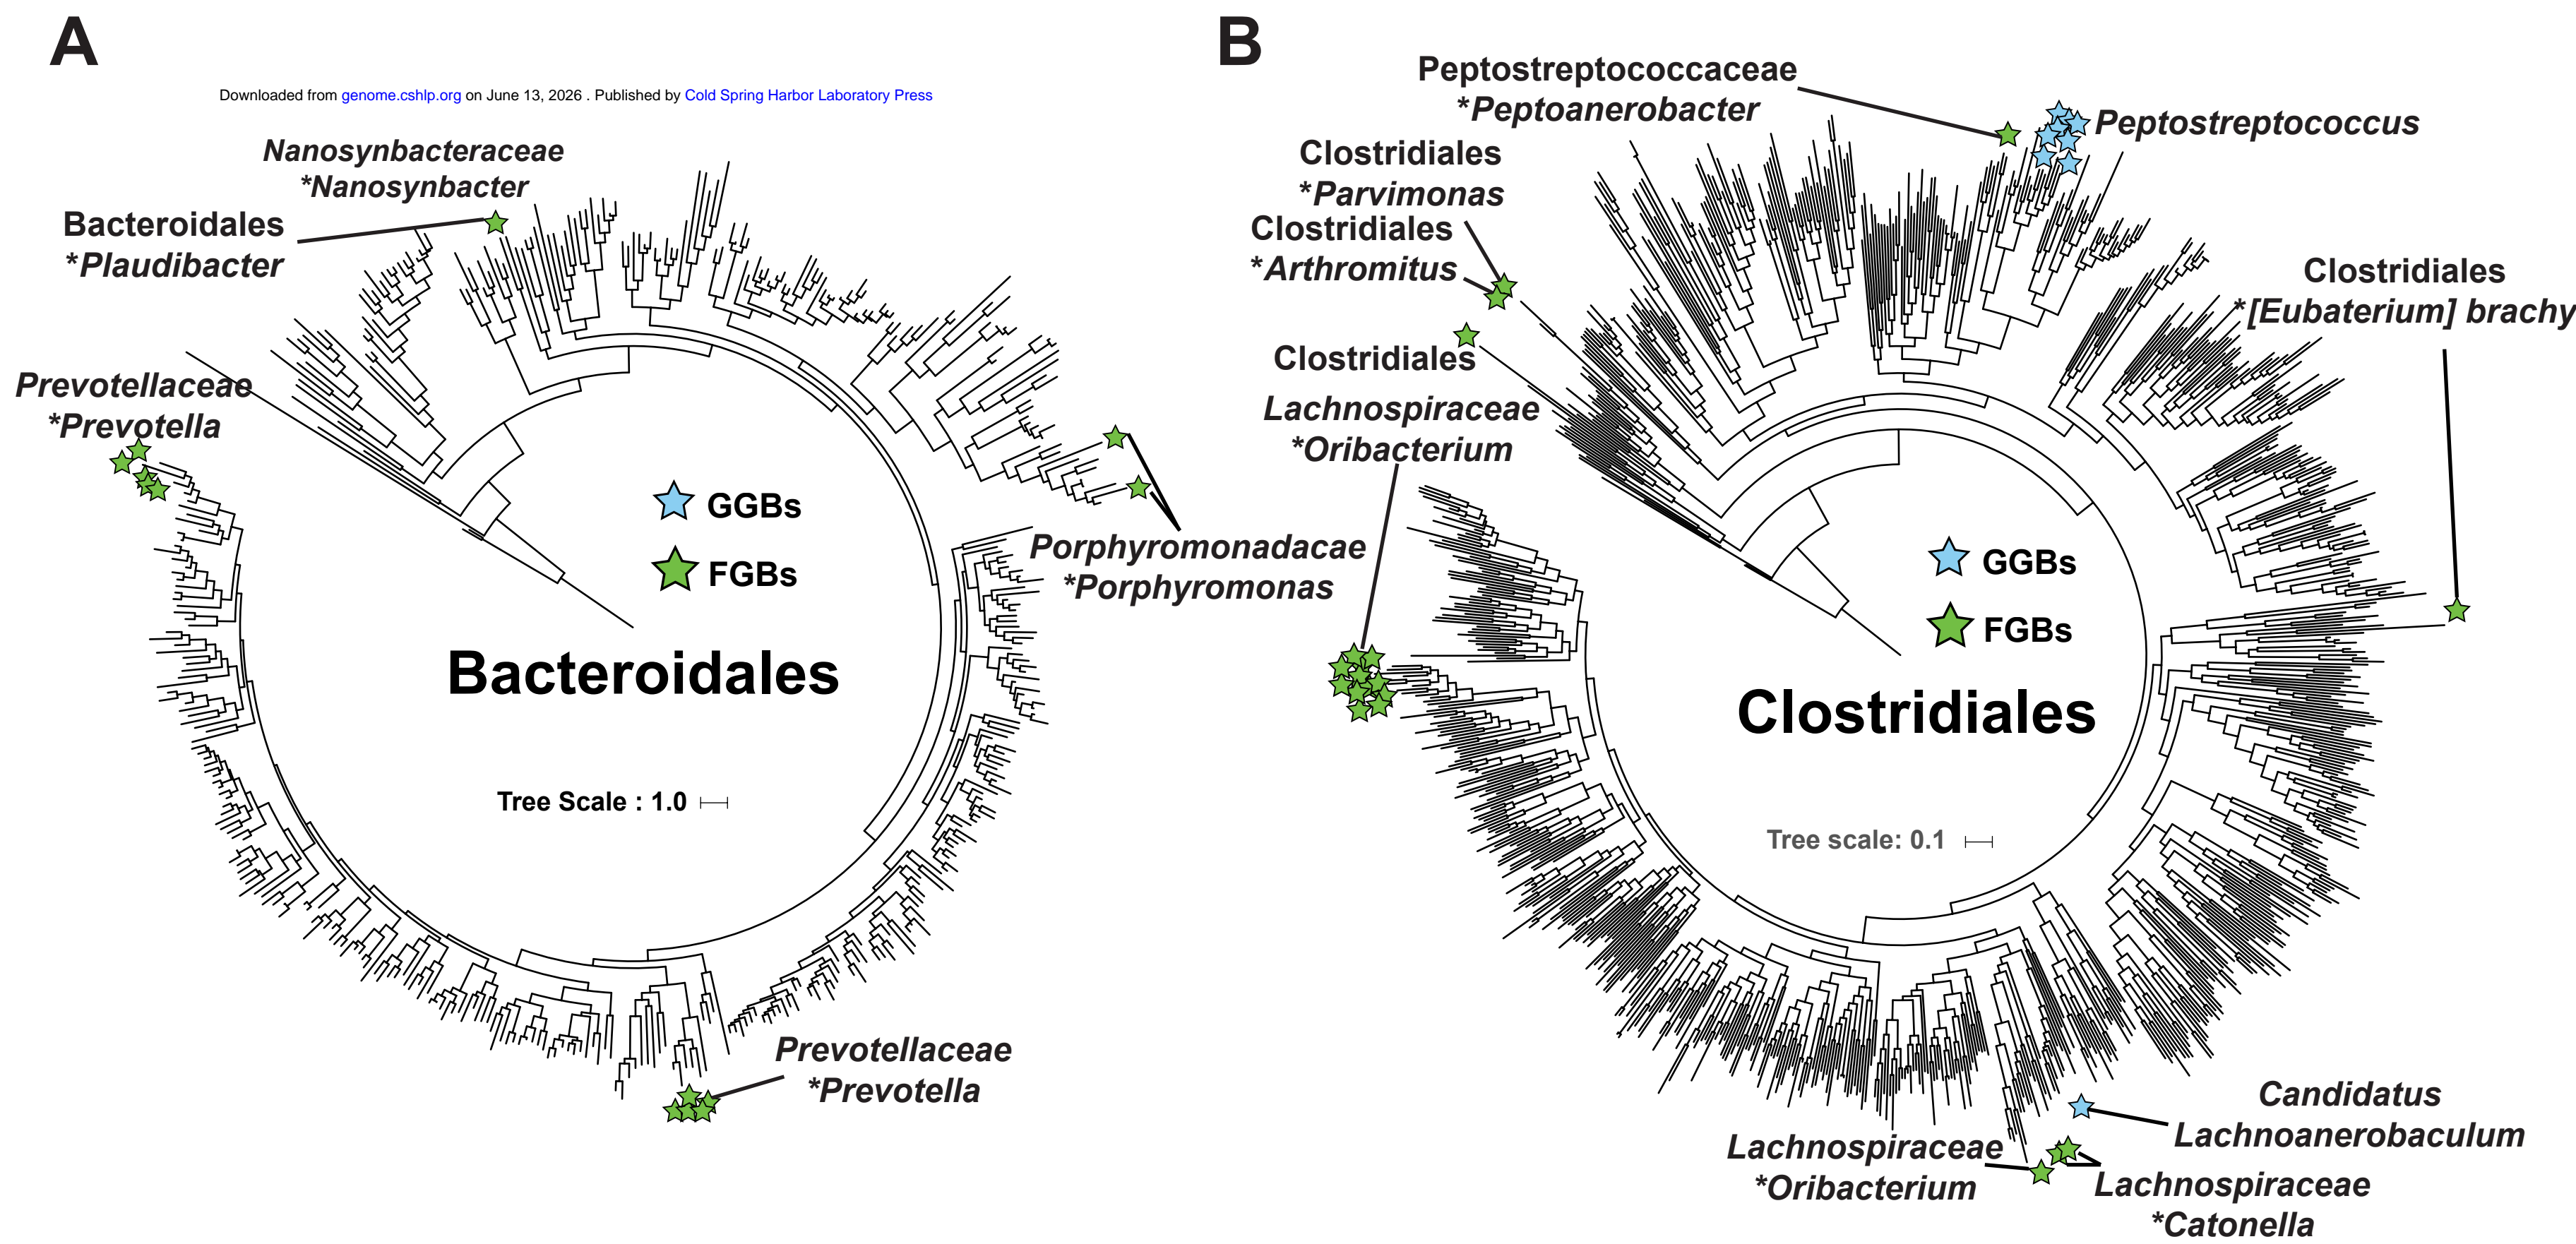 A
Downloaded from genome.cshlp.org on June 13, 2026 . Published by Cold Spring Harbor Laboratory Press
Nanosynbacteraceae
*Nanosynbacter
Bacteroidales
*Plaudibacter
Prevotellaceae
*Prevotella
GGBs
FGBs
Porphyromonadacae
*Porphyromonas
Bacteroidales
Tree Scale : 1.0
Prevotellaceae
*Prevotella
B
Peptostreptococcaceae
*Peptoanerobacter
Peptostreptococcus
Clostridiales
*Parvimonas
Clostridiales
*Arthromitus
Clostridiales
*[Eubaterium] brachy
Clostridiales
Lachnospiraceae
*Oribacterium
GGBs
FGBs
Clostridiales
Tree scale: 0.1
Candidatus
Lachnoanerobaculum
Lachnospiraceae
*Oribacterium
Lachnospiraceae
*Catonella